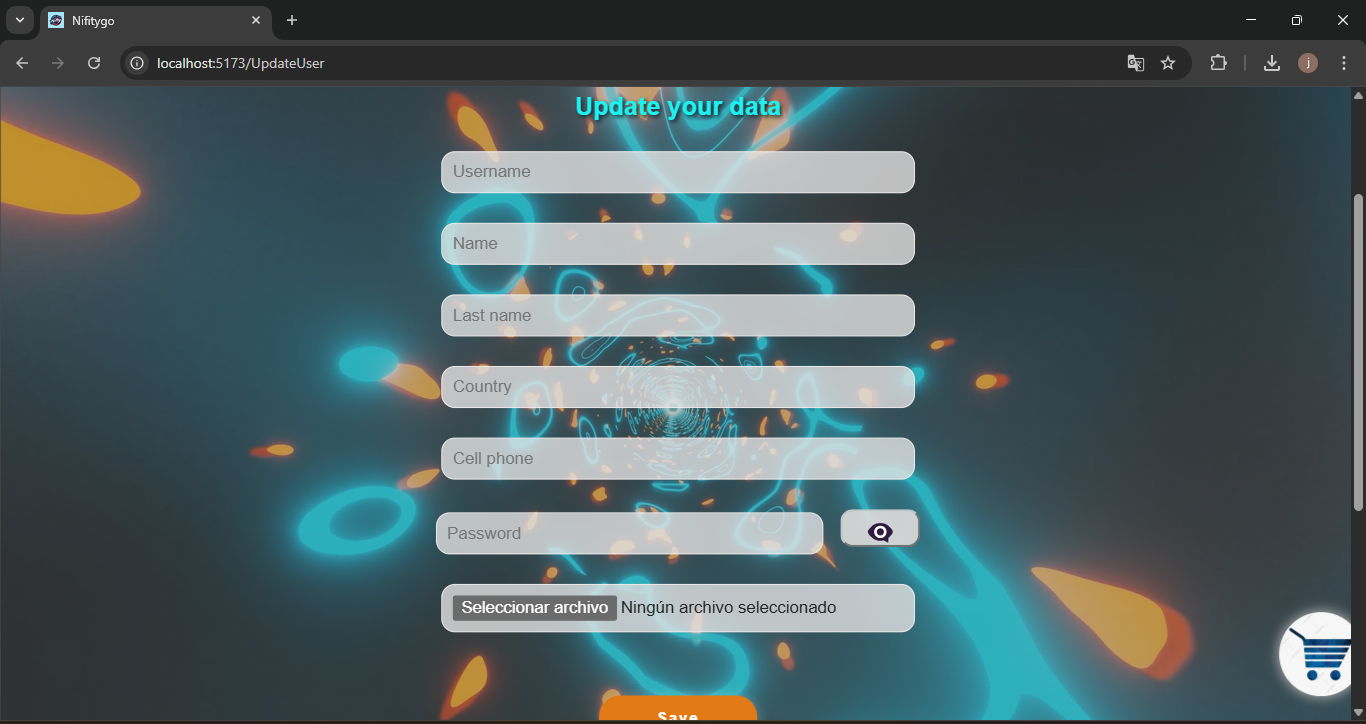 Nifitygo
localhost:5173/UpdateUser
j
Update your data
Username
Name
Last name
Country
Cell phone
Password
Seleccionar archivo Ningún archivo seleccionado
Save